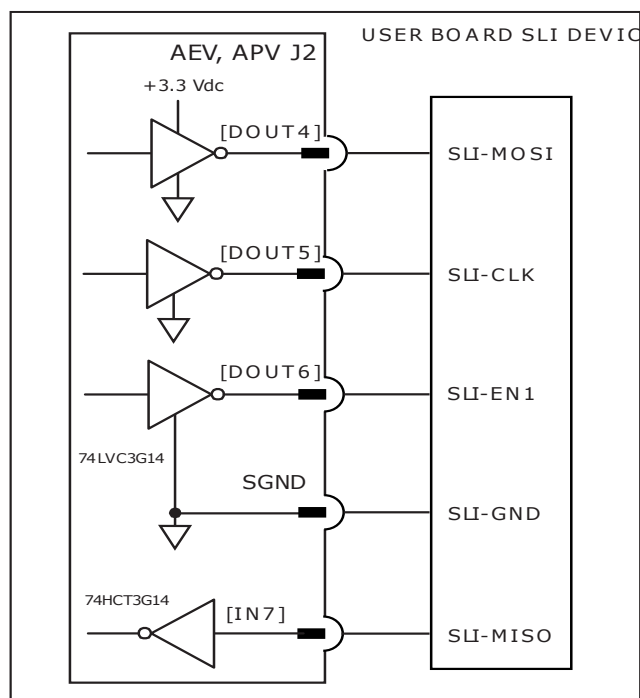 USER BOARD SLI DEVIC
AEV, APV J2
+3.3 Vdc
[DOUT4]
SLI-MOSI
[DOUT5]
SLI-CLK
[DOUT6]
SLI-EN1
74LVC3G14
SGND
SLI-GND
74HCT3G14
[IN7]
SLI-MISO